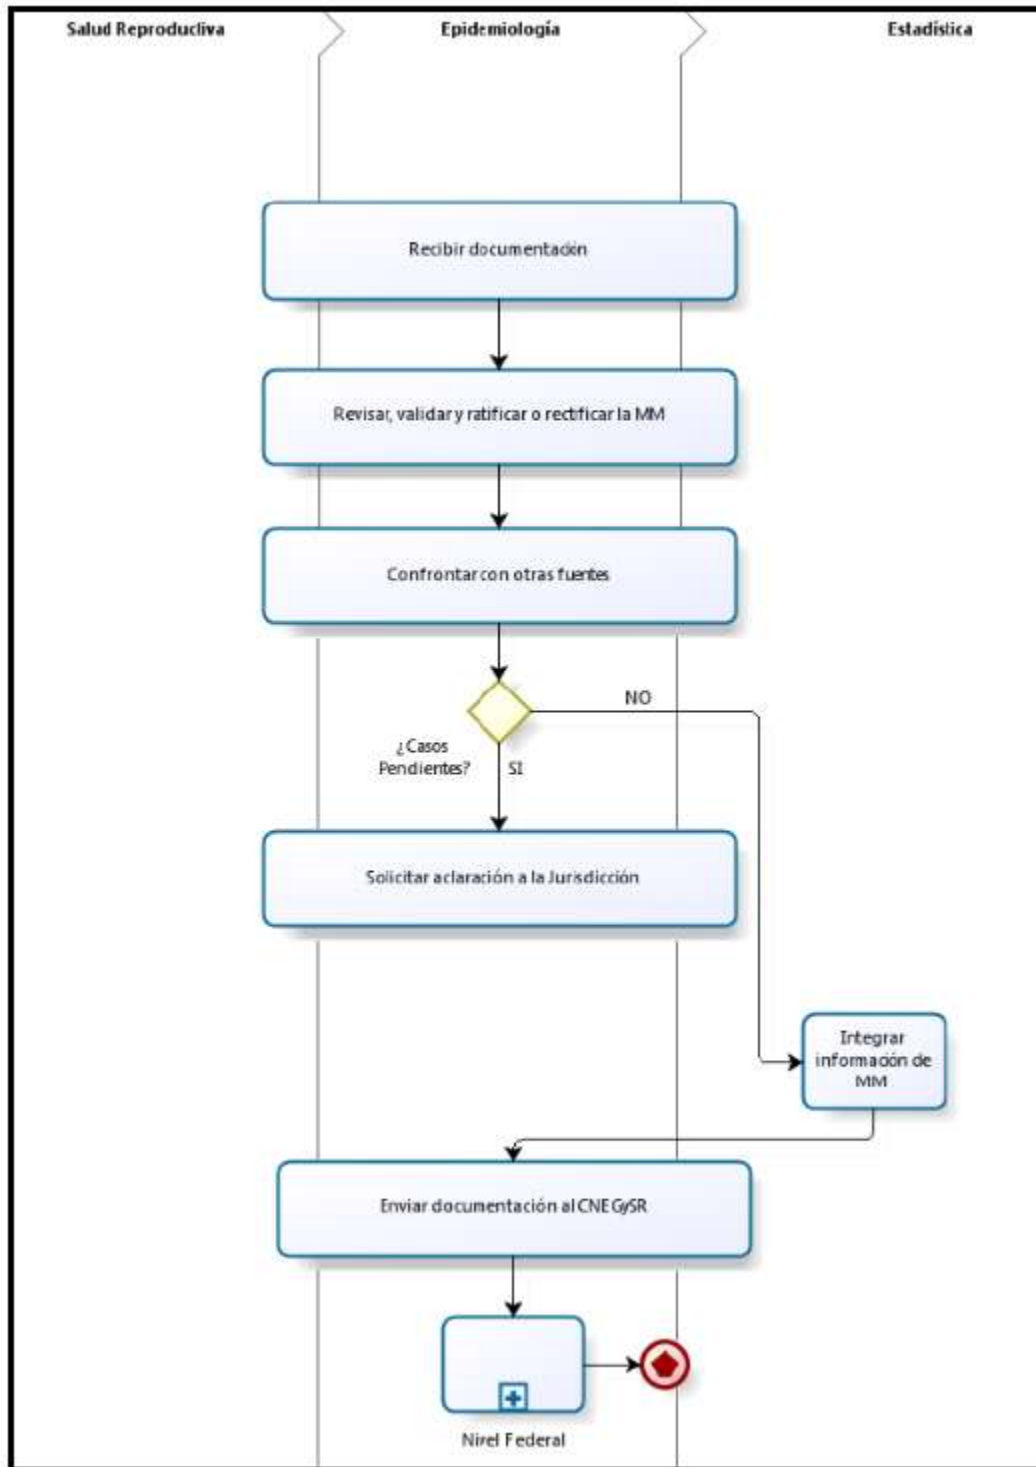 Salud Reproductiva
Epidemiología
Estadística
Recibir documentación
Revisar, validar y ratificar o rectificar la MM
Confrontar con otras fuentes
NO
¿Casos
Pendientes?
SI
Solicitar aclaración a la Jurisdicción
Integrar
información de
MM
Enviar documentación al CNEGySR
Nivel Federal